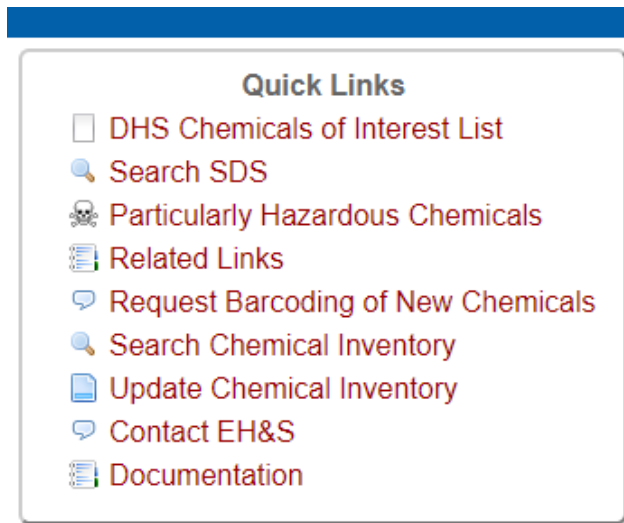 Quick Links
DHS Chemicals of Interest List
Search SDS
Particularly Hazardous Chemicals
Related Links
Request Barcoding of New Chemicals
Search Chemical Inventory
Update Chemical Inventory
Contact EH&S
Documentation